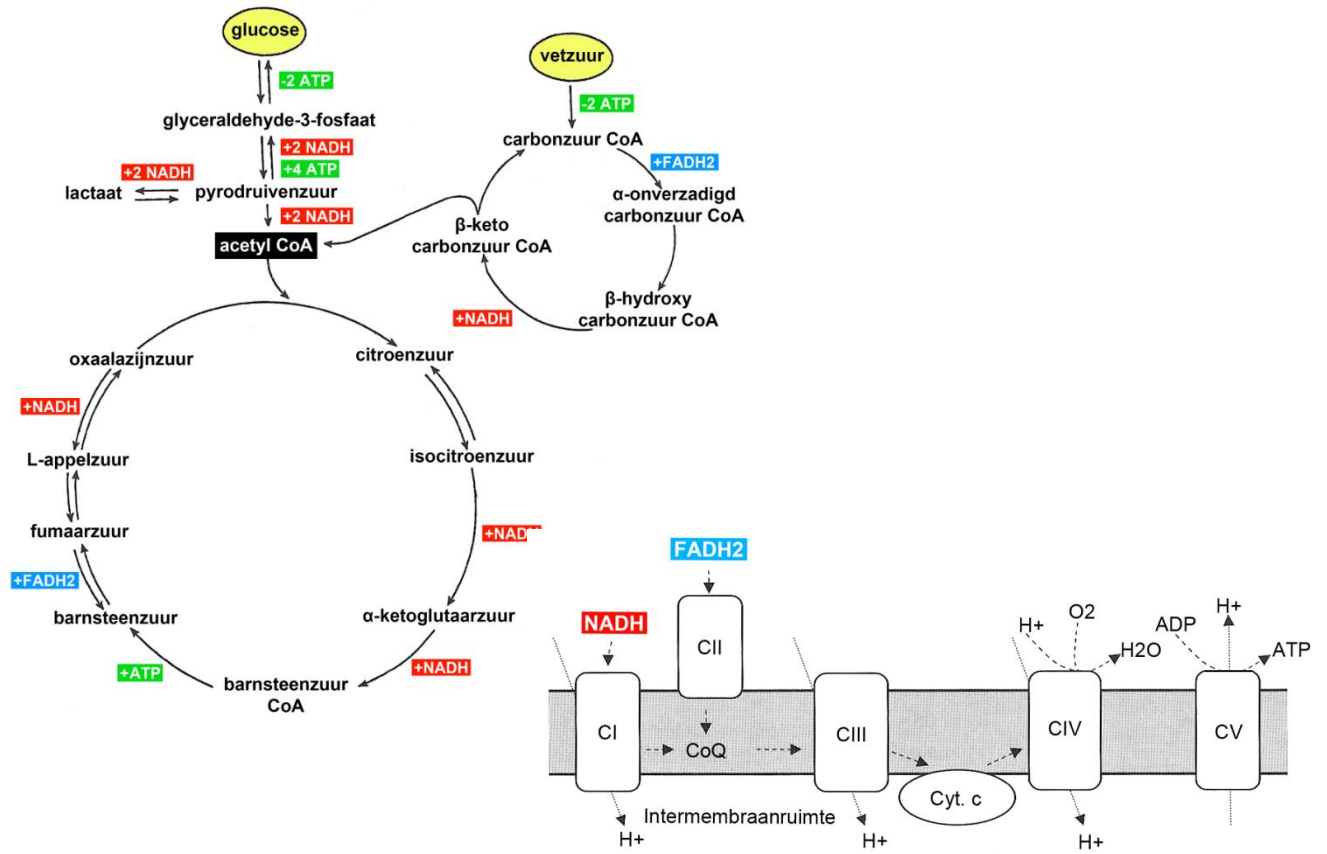 glucose
-2 ATP
glyceraldehyde-3-fosfaat
+2 NADH
+4 ATP
+2 NADH
lactaat
pyrodruivenzuur
+2 NADH
acetyl CoA
vetzuur
-2 ATP
carbonzuur CoA
+FADH2
α-onverzadigd
carbonzuur CoA
β-keto
carbonzuur CoA
β-hydroxy
carbonzuur CoA
+NADH
oxaalazijnzuur
citroenzuur
+NADH
L-appelzuur
isocitroenzuur
fumaarzuur
+FADH2
barnsteenzuur
α-ketoglutaarzuur
+NADH
+ATP
barnsteenzuur
CoA
FADH2
NADH
CII
H+
O2
H2O
ADP
H+
ATP
CI
CoQ
CIII
CIV
CV
Cyt. c
H+
Intermembraanruimte
H+
H+